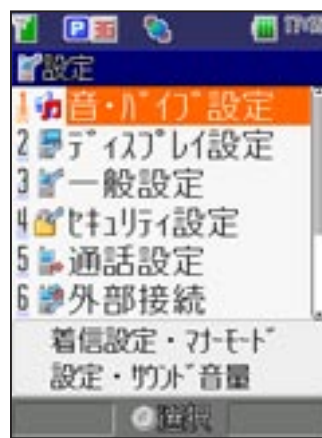 設定
1 音・ﾊﾞｲﾌﾞ設定
2 ﾃﾞｨｽﾌﾟﾚｲ設定
3 一般設定
4 ｾｷｭﾘﾃｨ設定
5 通話設定
6 外部接続
着信設定・ﾏﾅｰﾓｰﾄﾞ
設定・ｻｳﾝﾄﾞ音量
選択